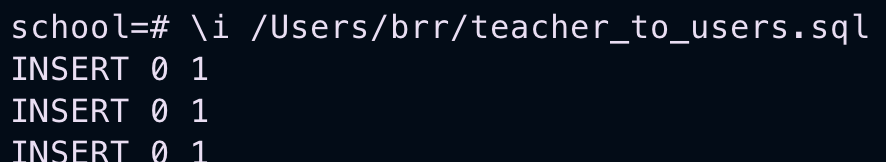 school=# \i /Users/brr/teacher_to_users.sql
INSERT 0 1
INSERT 0 1
INSERT 0 1